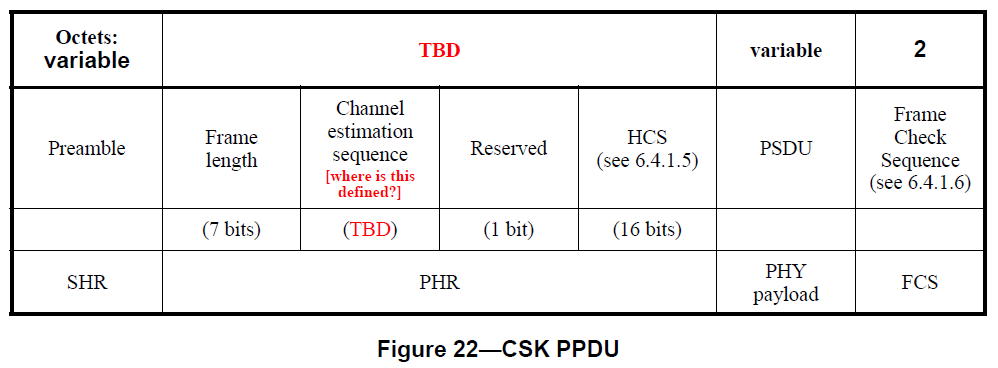 Octets:
variable
TBD
variable
2
Preamble
Frame
length
Channel
estimation
sequence
[where is this
defined?]
Reserved
HCS
(see 6.4.1.5)
PSDU
Frame
Check
Sequence
(see 6.4.1.6)
(7 bits)
(TBD)
(1 bit)
(16 bits)
SHR
PHR
PHY
payload
FCS
Figure 22—CSK PPDU